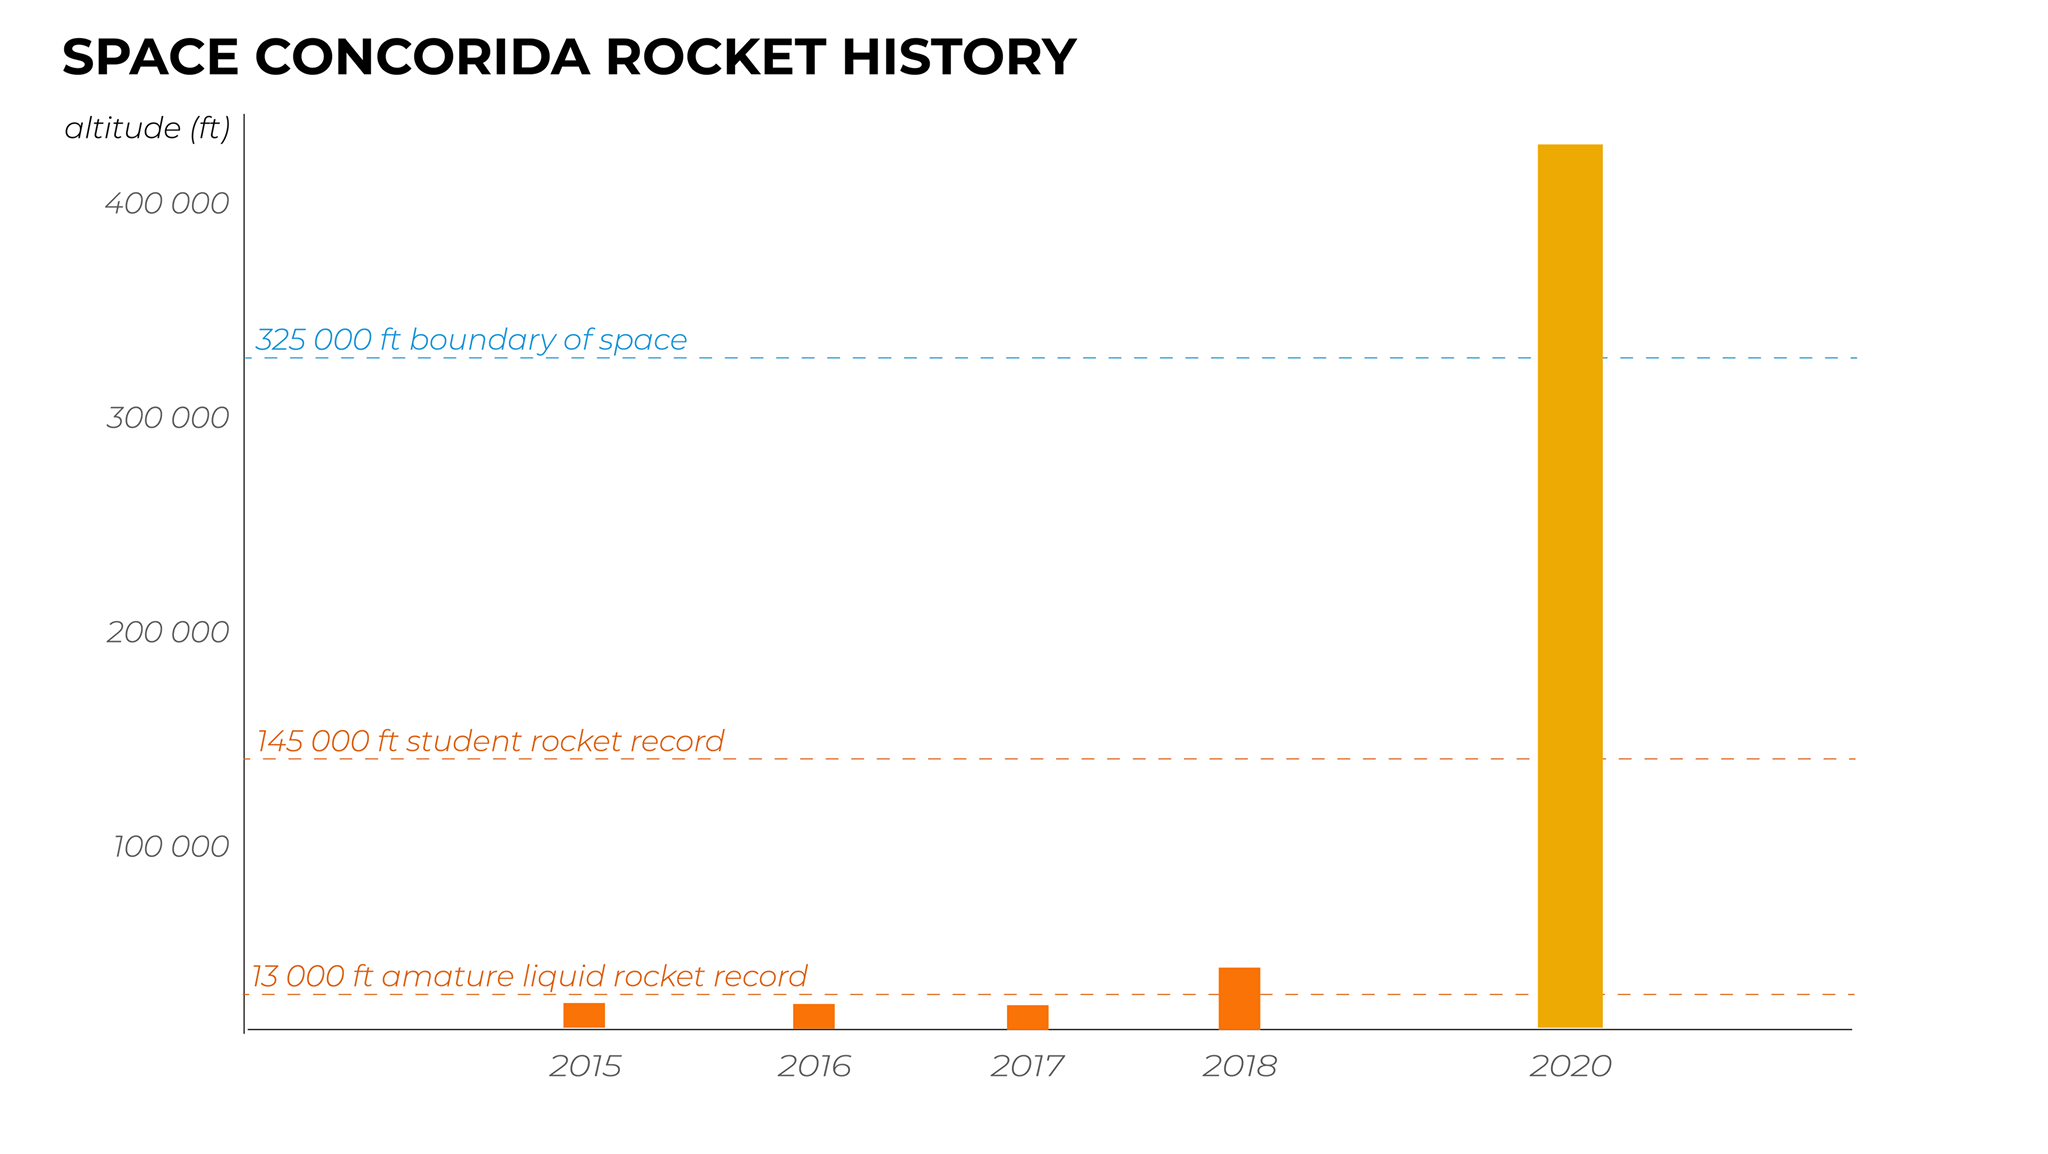 SPACE CONCORIDA ROCKET HISTORY
altitude (ft)
400 000
325 000 ft boundary of space
300 000
200 000
145 000 ft student rocket record
100 000
13 000 ft amature liquid rocket record
2015 2016 2017 2018 2020